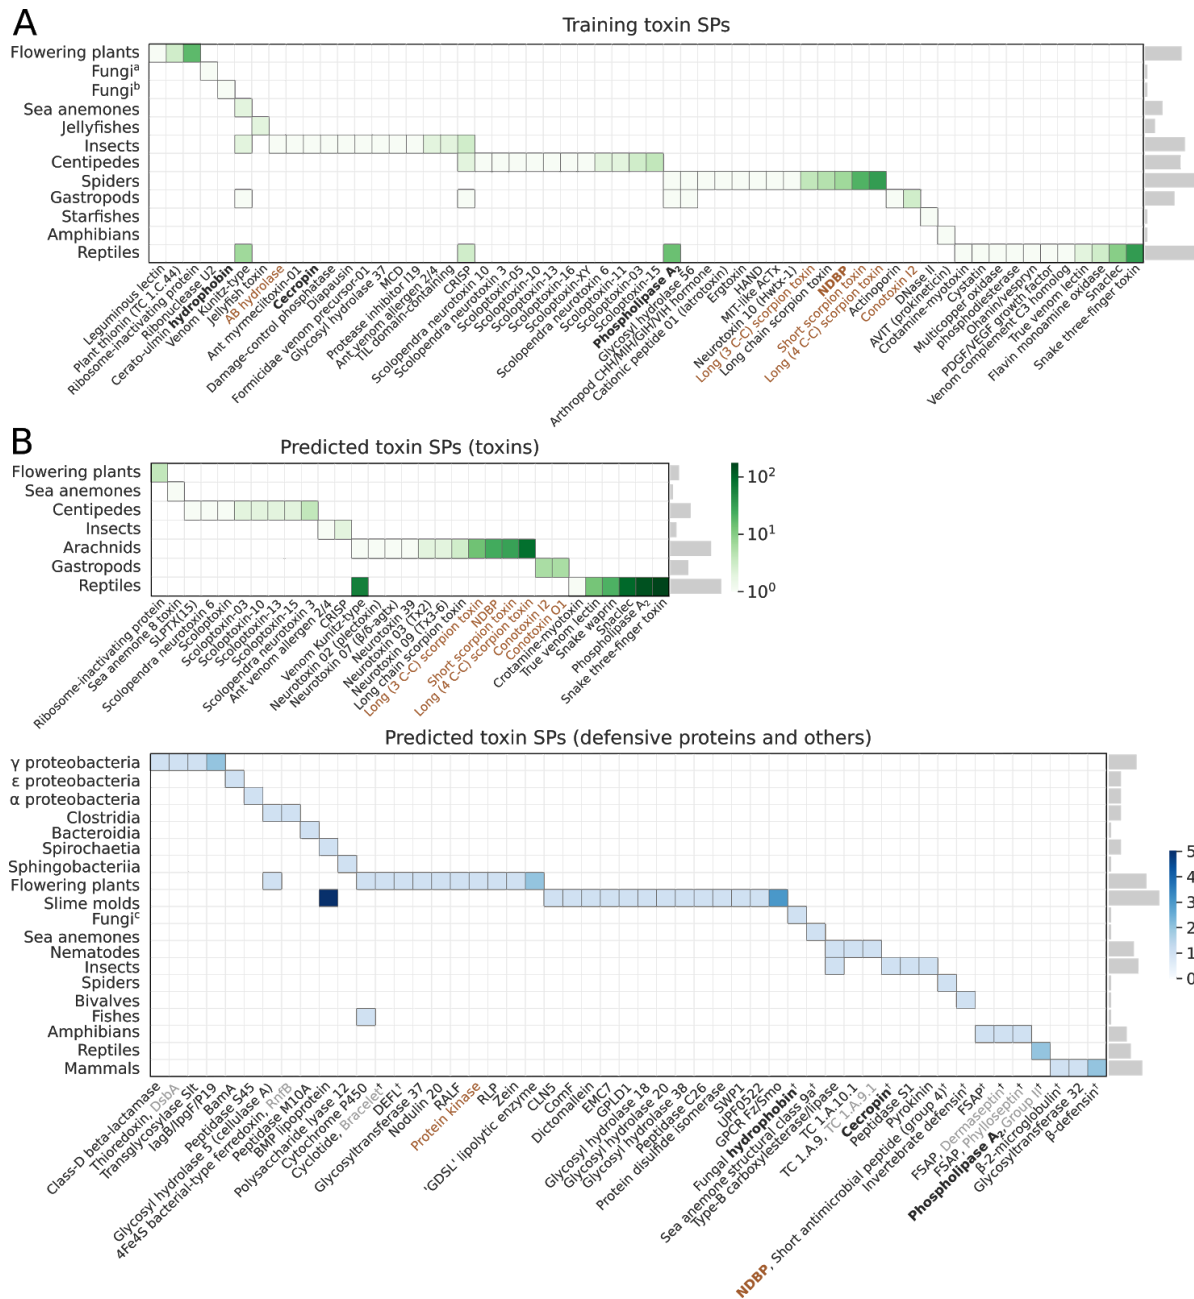 A
Training toxin SPs
Flowering plants
Fungiᵃ
Fungiᵇ
Sea anemones
Jellyfishes
Insects
Centipedes
Spiders
Gastropods
Starfishes
Amphibians
Reptiles
Leguminous lectin
Plant thionin (TC 1.C.44)
Ribosome-inactivating protein
Ribonuclease U2
Cerato-ulmin hydrophobin
Venom Kunitz-type
Jellyfish toxin
AB hydrolase
Ant myrmeciitoxin-01
Cecropin
Damage-control phosphatase
Diapausin
Formicidae venom precursor-01
Glycosyl hydrolase 37
MCD
Protease inhibitor I19
Ant venom allergen 2/4
TIL domain-containing
CRISP
Scolopendra neurotoxin 10
Scolopendra neurotoxin 3
Scoloptoxin-05
Scoloptoxin-10
Scoloptoxin-13
Scoloptoxin-16
Scoloptoxin-XY
Scolopendra neurotoxin 6
Scoloptoxin-11
Scoloptoxin-03
Scoloptoxin-15
Phospholipase A₂
Glycosyl hydrolase 56
Arthropod CHH/MIH/GIH/VIH hormone
Cationic peptide 01 (latrotoxin)
Ergtoxin
HAND
MIT-like ACTx
Neurotoxin 10 (Hwtx-1)
Long (3 C-C) scorpion toxin
Long chain scorpion toxin
NDBP
Short scorpion toxin
Long (4 C-C) scorpion toxin
Actinoporin
Conotoxin I2
DNase II
AVIT (prokineticin)
Crotamine-myotoxin
Cystatin
Multicopper oxidase
phosphodiesterase
Ohanin/vespryn
PDGF/VEGF growth factor
Venom complement C3 homolog
True venom lectin
Flavin monoamine oxidase
Snaclec
Snake three-finger toxin
B
Predicted toxin SPs (toxins)
Flowering plants
Sea anemones
Centipedes
Insects
Arachnids
Gastropods
Reptiles
10²
10¹
10⁰
Ribosome-inactivating protein
Sea anemone 8 toxin
SLPTX(15)
Scolopendra neurotoxin 6
Scoloptoxin
Scoloptoxin-03
Scoloptoxin-10
Scoloptoxin-13
Scoloptoxin-15
Scolopendra neurotoxin 3
Ant venom allergen 2/4
CRISP
Venom Kunitz-type
Neurotoxin 02 (plectoxin)
Neurotoxin 07 (β/δ-agtx)
Neurotoxin 39
Neurotoxin 03 (Tx2)
Neurotoxin 09 (Tx3-6)
Long chain scorpion toxin
Long (3 C-C) scorpion toxin
NDBP
Short scorpion toxin
Long (4 C-C) scorpion toxin
Conotoxin I2
Conotoxin O1
Crotamine-myotoxin
True venom lectin
Snake waprin
Snaclec
Phospholipase A₂
Snake three-finger toxin
Predicted toxin SPs (defensive proteins and others)
γ proteobacteria
ε proteobacteria
α proteobacteria
Clostridia
Bacteroidia
Spirochaetia
Sphingobacteriia
Flowering plants
Slime molds
Fungiᶜ
Sea anemones
Nematodes
Insects
Spiders
Bivalves
Fishes
Amphibians
Reptiles
Mammals
5
4
3
2
1
0
Class-D beta-lactamase
Thioredoxin, DsbA
Transglycosylase Slt
IagB/IpgF/P19
BamA
Peptidase S45
Glycosyl hydrolase 5 (cellulase A)
4Fe4S bacterial-type ferredoxin, RnfB
Peptidase M10A
BMP lipoprotein
Polysaccharide lyase 12
Cytochrome P450
Cyclotide, Bracelet†
DEFL†
Glycosyltransferase 37
Nodulin 20
RALF
Protein kinase
RLP
Zein
'GDSL' lipolytic enzyme
CLN5
ComF
Dictomallein
EMC7
GPLD1
Glycosyl hydrolase 18
Glycosyl hydrolase 20
Glycosyl hydrolase 38
Peptidase C26
Protein disulfide isomerase
SWP1
UPF0522
GPCR Fz/Smo
Fungal hydrophobin†
Sea anemone structural class 9a†
Type-B carboxylesterase/lipase
TC 1.A.10.1
TC 1.A.9, TC 1.A.9.1
Cecropin†
Peptidase S1
Pyrokinin
NDBP, Short antimicrobial peptide (group 4)†
Invertebrate defensin†
FSAP†
FSAP, Dermaseptin†
FSAP, Phylloseptin†
Phospholipase A₂, Group II†
β-2-microglobulin†
Glycosyltransferase 32
β-defensin†